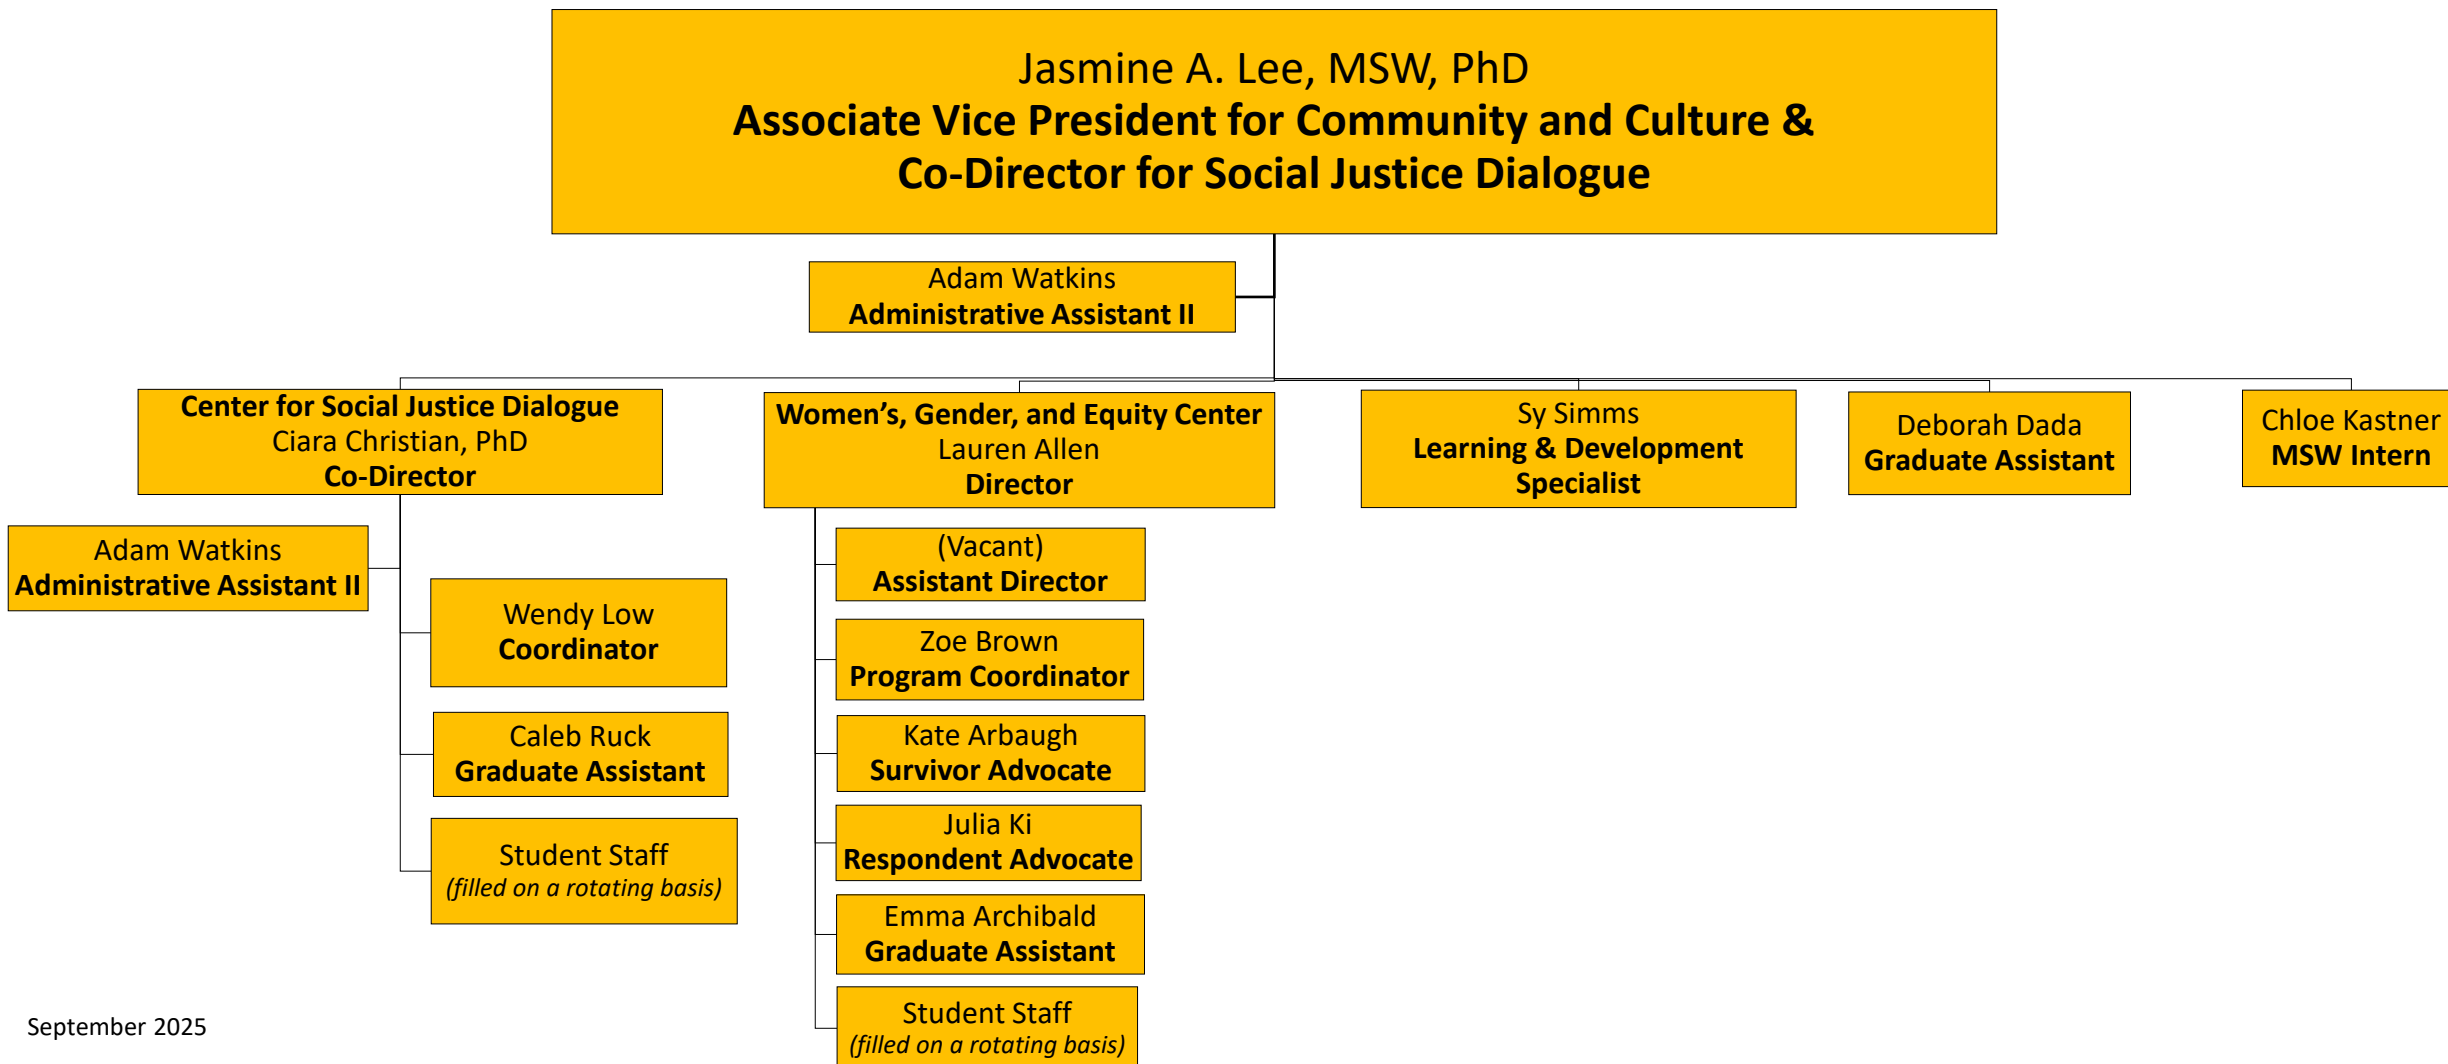 Jasmine A. Lee, MSW, PhD
Associate Vice President for Community and Culture &
Co-Director for Social Justice Dialogue
Adam Watkins
Administrative Assistant II
Center for Social Justice Dialogue
Ciara Christian, PhD
Co-Director
Adam Watkins
Administrative Assistant II
Wendy Low
Coordinator
Caleb Ruck
Graduate Assistant
Student Staff
(filled on a rotating basis)
Women’s, Gender, and Equity Center
Lauren Allen
Director
(Vacant)
Assistant Director
Zoe Brown
Program Coordinator
Kate Arbaugh
Survivor Advocate
Julia Ki
Respondent Advocate
Emma Archibald
Graduate Assistant
Student Staff
(filled on a rotating basis)
Sy Simms
Learning & Development
Specialist
Deborah Dada
Graduate Assistant
Chloe Kastner
MSW Intern
September 2025